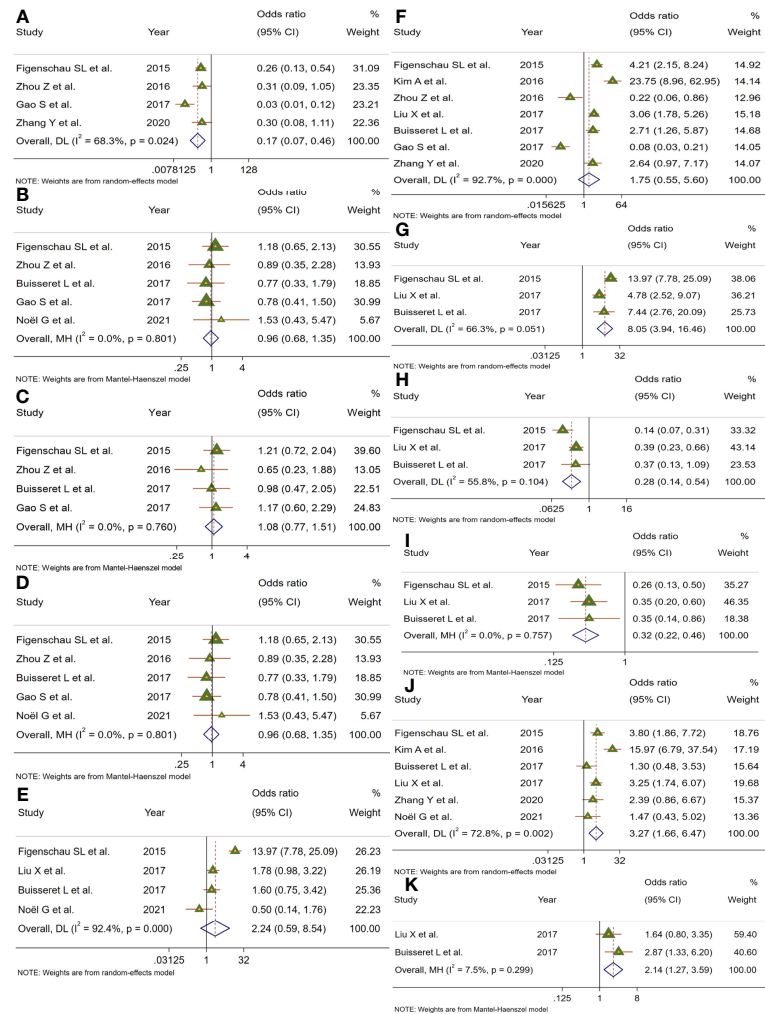 A
Odds ratio %
Study Year (95% CI) Weight
Figenschau SL et al. 2015 0.26 (0.13, 0.54) 31.09
Zhou Z et al. 2016 0.31 (0.09, 1.05) 23.35
Gao S et al. 2017 0.03 (0.01, 0.12) 23.21
Zhang Y et al. 2020 0.30 (0.08, 1.11) 22.36
Overall, DL (I² = 68.3%, p = 0.024) 0.17 (0.07, 0.46) 100.00
.0078125 1 128
NOTE: Weights are from random-effects model
B
Odds ratio %
Study Year (95% CI) Weight
Figenschau SL et al. 2015 1.18 (0.65, 2.13) 30.55
Zhou Z et al. 2016 0.89 (0.35, 2.28) 13.93
Buisseret L et al. 2017 0.77 (0.33, 1.79) 18.85
Gao S et al. 2017 0.78 (0.41, 1.50) 30.99
Noël G et al. 2021 1.53 (0.43, 5.47) 5.67
Overall, MH (I² = 0.0%, p = 0.801) 0.96 (0.68, 1.35) 100.00
.25 1 4
NOTE: Weights are from Mantel-Haenszel model
C
Odds ratio %
Study Year (95% CI) Weight
Figenschau SL et al. 2015 1.21 (0.72, 2.04) 39.60
Zhou Z et al. 2016 0.65 (0.23, 1.88) 13.05
Buisseret L et al. 2017 0.98 (0.47, 2.05) 22.51
Gao S et al. 2017 1.17 (0.60, 2.29) 24.83
Overall, MH (I² = 0.0%, p = 0.760) 1.08 (0.77, 1.51) 100.00
.25 1 4
NOTE: Weights are from Mantel-Haenszel model
D
Odds ratio %
Study Year (95% CI) Weight
Figenschau SL et al. 2015 1.18 (0.65, 2.13) 30.55
Zhou Z et al. 2016 0.89 (0.35, 2.28) 13.93
Buisseret L et al. 2017 0.77 (0.33, 1.79) 18.85
Gao S et al. 2017 0.78 (0.41, 1.50) 30.99
Noël G et al. 2021 1.53 (0.43, 5.47) 5.67
Overall, MH (I² = 0.0%, p = 0.801) 0.96 (0.68, 1.35) 100.00
.25 1 4
NOTE: Weights are from Mantel-Haenszel model
E
Odds ratio %
Study Year (95% CI) Weight
Figenschau SL et al. 2015 13.97 (7.78, 25.09) 26.23
Liu X et al. 2017 1.78 (0.98, 3.22) 26.19
Buisseret L et al. 2017 1.60 (0.75, 3.42) 25.36
Noël G et al. 2021 0.50 (0.14, 1.76) 22.23
Overall, DL (I² = 92.4%, p = 0.000) 2.24 (0.59, 8.54) 100.00
.03125 1 32
NOTE: Weights are from random-effects model
F
Odds ratio %
Study Year (95% CI) Weight
Figenschau SL et al. 2015 4.21 (2.15, 8.24) 14.92
Kim A et al. 2016 23.75 (8.96, 62.95) 14.14
Zhou Z et al. 2016 0.22 (0.06, 0.86) 12.96
Liu X et al. 2017 3.06 (1.78, 5.26) 15.18
Buisseret L et al. 2017 2.71 (1.26, 5.87) 14.68
Gao S et al. 2017 0.08 (0.03, 0.21) 14.05
Zhang Y et al. 2020 2.64 (0.97, 7.17) 14.07
Overall, DL (I² = 92.7%, p = 0.000) 1.75 (0.55, 5.60) 100.00
.015625 1 64
NOTE: Weights are from random-effects model
G
Odds ratio %
Study Year (95% CI) Weight
Figenschau SL et al. 2015 13.97 (7.78, 25.09) 38.06
Liu X et al. 2017 4.78 (2.52, 9.07) 36.21
Buisseret L et al. 2017 7.44 (2.76, 20.09) 25.73
Overall, DL (I² = 66.3%, p = 0.051) 8.05 (3.94, 16.46) 100.00
.03125 1 32
NOTE: Weights are from random-effects model
H
Odds ratio %
Study Year (95% CI) Weight
Figenschau SL et al. 2015 0.14 (0.07, 0.31) 33.32
Liu X et al. 2017 0.39 (0.23, 0.66) 43.14
Buisseret L et al. 2017 0.37 (0.13, 1.09) 23.53
Overall, DL (I² = 55.8%, p = 0.104) 0.28 (0.14, 0.54) 100.00
.0625 1 16
NOTE: Weights are from random-effects model
I
Odds ratio %
Study Year (95% CI) Weight
Figenschau SL et al. 2015 0.26 (0.13, 0.50) 35.27
Liu X et al. 2017 0.35 (0.20, 0.60) 46.35
Buisseret L et al. 2017 0.35 (0.14, 0.86) 18.38
Overall, MH (I² = 0.0%, p = 0.757) 0.32 (0.22, 0.46) 100.00
.125 1
NOTE: Weights are from Mantel-Haenszel model
J
Odds ratio %
Study Year (95% CI) Weight
Figenschau SL et al. 2015 3.80 (1.86, 7.72) 18.76
Kim A et al. 2016 15.97 (6.79, 37.54) 17.19
Buisseret L et al. 2017 1.30 (0.48, 3.53) 15.64
Liu X et al. 2017 3.25 (1.74, 6.07) 19.68
Zhang Y et al. 2020 2.39 (0.86, 6.67) 15.37
Noël G et al. 2021 1.47 (0.43, 5.02) 13.36
Overall, DL (I² = 72.8%, p = 0.002) 3.27 (1.66, 6.47) 100.00
.03125 1 32
NOTE: Weights are from random-effects model
K
Odds ratio %
Study Year (95% CI) Weight
Liu X et al. 2017 1.64 (0.80, 3.35) 59.40
Buisseret L et al. 2017 2.87 (1.33, 6.20) 40.60
Overall, MH (I² = 7.5%, p = 0.299) 2.14 (1.27, 3.59) 100.00
.125 1 8
NOTE: Weights are from Mantel-Haenszel model